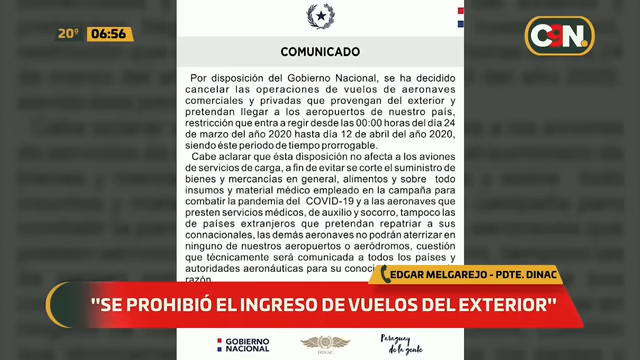 20º 06:56
C9N.
COMUNICADO
Por disposición del Gobierno Nacional, se ha decidido
cancelar las operaciones de vuelos de aeronaves
comerciales y privadas que provengan del exterior y
pretendan llegar a los aeropuertos de nuestro país,
restricción que entra a regir desde las 00:00 horas del día 24
de marzo del año 2020 hasta día 12 de abril del año 2020,
siendo éste periodo de tiempo prorrogable.
Cabe aclarar que ésta disposición no afecta a los aviones
de servicios de carga, a fin de evitar se corte el suministro de
bienes y mercancías en general, alimentos y sobre todo
insumos y material médico empleado en la campaña para
combatir la pandemia del COVID-19 y a las aeronaves que
presten servicios médicos, de auxilio y socorro, tampoco de
países extranjeros que pretendan repatriar a sus
connacionales, las demás aeronaves no podrán aterrizar en
ninguno de nuestros aeropuertos o aeródromos, cuestión
que técnicamente será comunicada a todos los países y
autoridades aeronáuticas para su cono
razón.
EDGAR MELGAREJO - PDTE. DINAC
"SE PROHIBIÓ EL INGRESO DE VUELOS DEL EXTERIOR"
GOBIERNO
NACIONAL
DINAC
Paraguay
de la gente